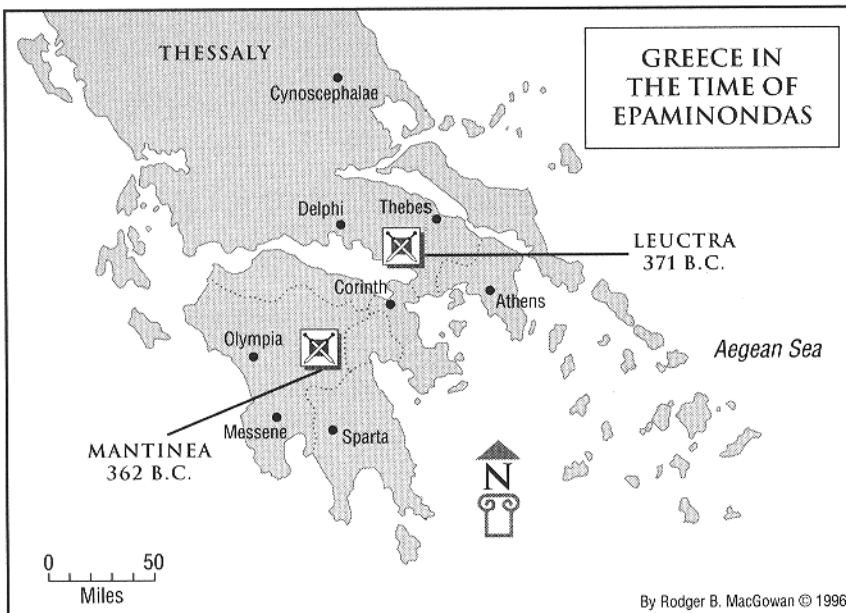 THESSALY
GREECE IN
THE TIME OF
EPAMINONDAS
Cynoscephalae
Delphi
Thebes
LEUCTRA
371 B.C.
Corinth
Athens
Olympia
Aegean Sea
Messene
Sparta
MANTINEA
362 B.C.
N
0 50
Miles
By Rodger B. MacGowan © 1996